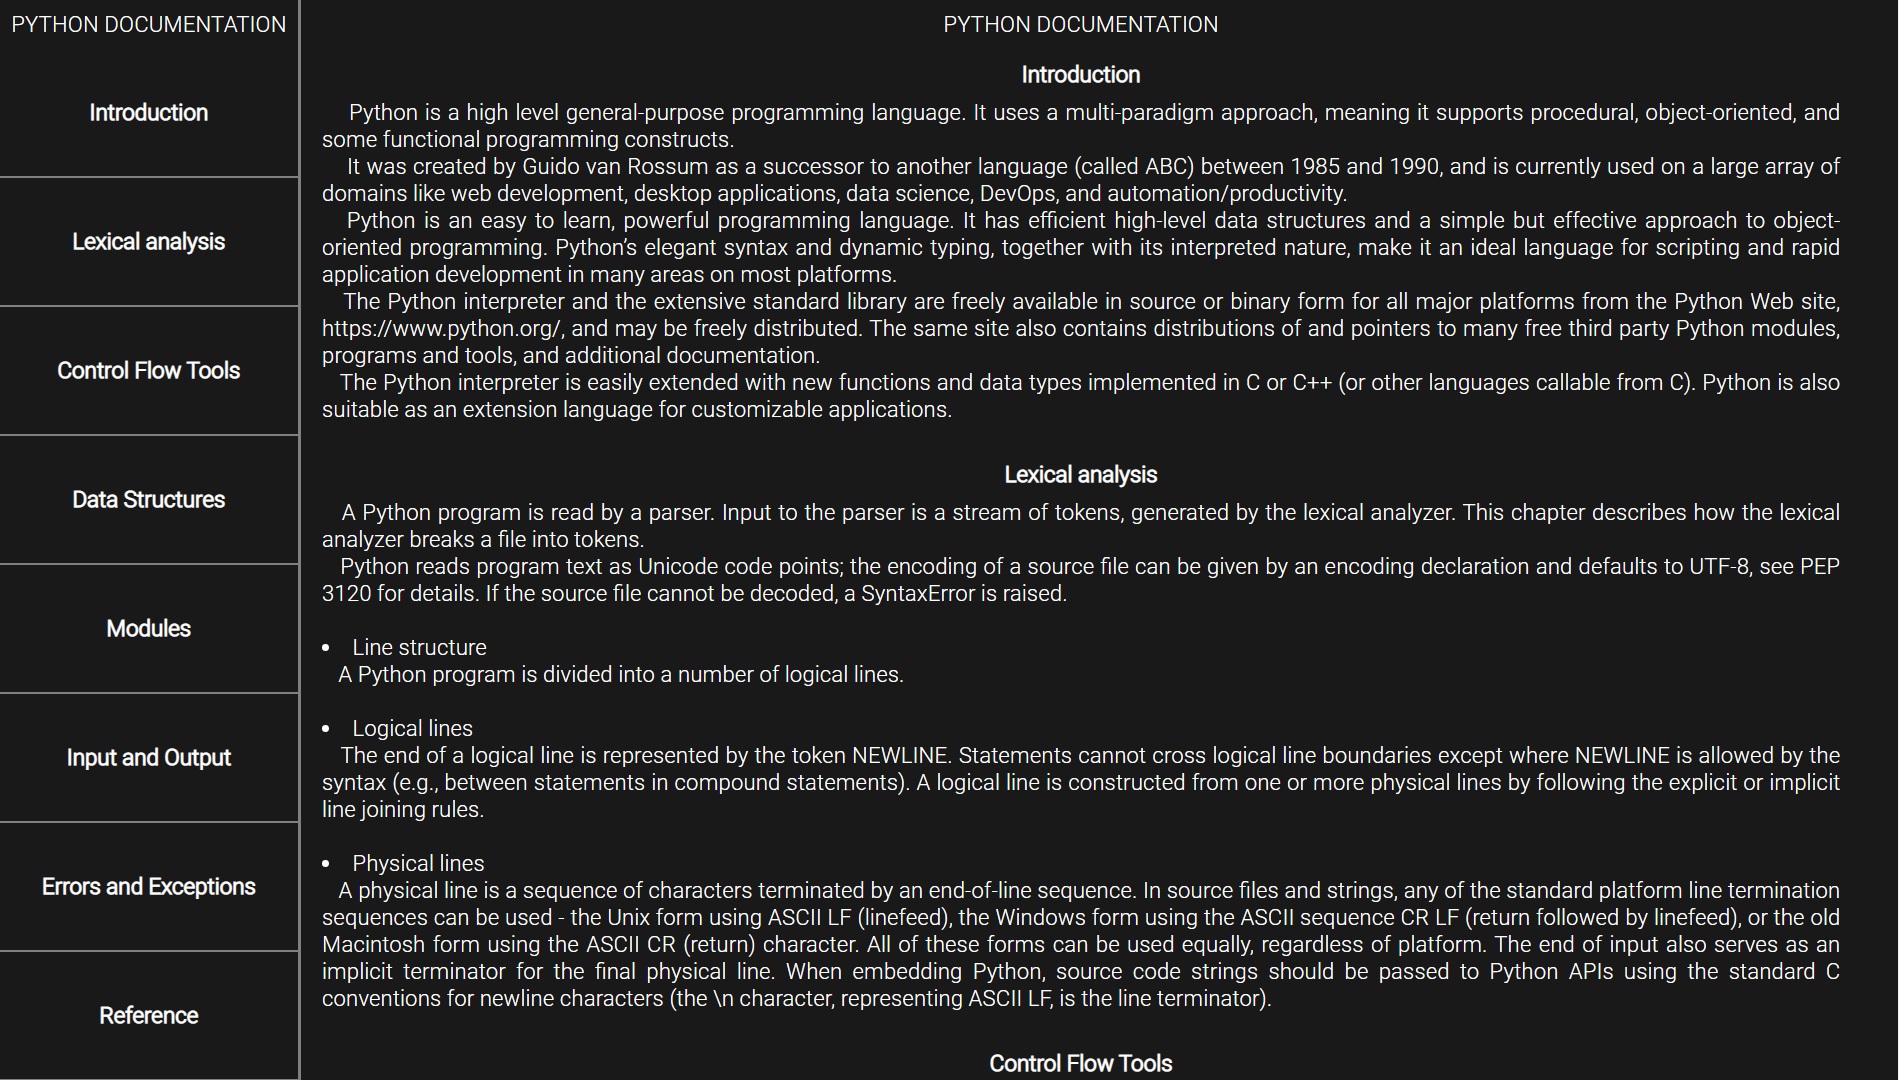 PYTHON DOCUMENTATION
Introduction
Lexical analysis
Control Flow Tools
Data Structures
Modules
Input and Output
Errors and Exceptions
Reference
PYTHON DOCUMENTATION
Introduction
Python is a high level general-purpose programming language. It uses a multi-paradigm approach, meaning it supports procedural, object-oriented, and
some functional programming constructs.
It was created by Guido van Rossum as a successor to another language (called ABC) between 1985 and 1990, and is currently used on a large array of
domains like web development, desktop applications, data science, DevOps, and automation/productivity.
Python is an easy to learn, powerful programming language. It has efficient high-level data structures and a simple but effective approach to object-
oriented programming. Python’s elegant syntax and dynamic typing, together with its interpreted nature, make it an ideal language for scripting and rapid
application development in many areas on most platforms.
The Python interpreter and the extensive standard library are freely available in source or binary form for all major platforms from the Python Web site,
https://www.python.org/, and may be freely distributed. The same site also contains distributions of and pointers to many free third party Python modules,
programs and tools, and additional documentation.
The Python interpreter is easily extended with new functions and data types implemented in C or C++ (or other languages callable from C). Python is also
suitable as an extension language for customizable applications.
Lexical analysis
A Python program is read by a parser. Input to the parser is a stream of tokens, generated by the lexical analyzer. This chapter describes how the lexical
analyzer breaks a file into tokens.
Python reads program text as Unicode code points; the encoding of a source file can be given by an encoding declaration and defaults to UTF-8, see PEP
3120 for details. If the source file cannot be decoded, a SyntaxError is raised.
• Line structure
A Python program is divided into a number of logical lines.
• Logical lines
The end of a logical line is represented by the token NEWLINE. Statements cannot cross logical line boundaries except where NEWLINE is allowed by the
syntax (e.g., between statements in compound statements). A logical line is constructed from one or more physical lines by following the explicit or implicit
line joining rules.
• Physical lines
A physical line is a sequence of characters terminated by an end-of-line sequence. In source files and strings, any of the standard platform line termination
sequences can be used - the Unix form using ASCII LF (linefeed), the Windows form using the ASCII sequence CR LF (return followed by linefeed), or the old
Macintosh form using the ASCII CR (return) character. All of these forms can be used equally, regardless of platform. The end of input also serves as an
implicit terminator for the final physical line. When embedding Python, source code strings should be passed to Python APIs using the standard C
conventions for newline characters (the \n character, representing ASCII LF, is the line terminator).
Control Flow Tools